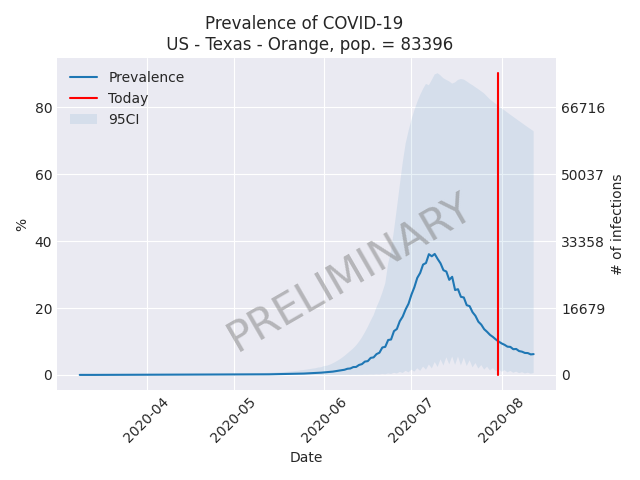 Prevalence of COVID-19
US - Texas - Orange, pop. = 83396
Prevalence
Today
95CI
PRELIMINARY
%
80
60
40
20
0
66716
50037
33358
16679
0
# of infections
2020-04
2020-05
2020-06
2020-07
2020-08
Date